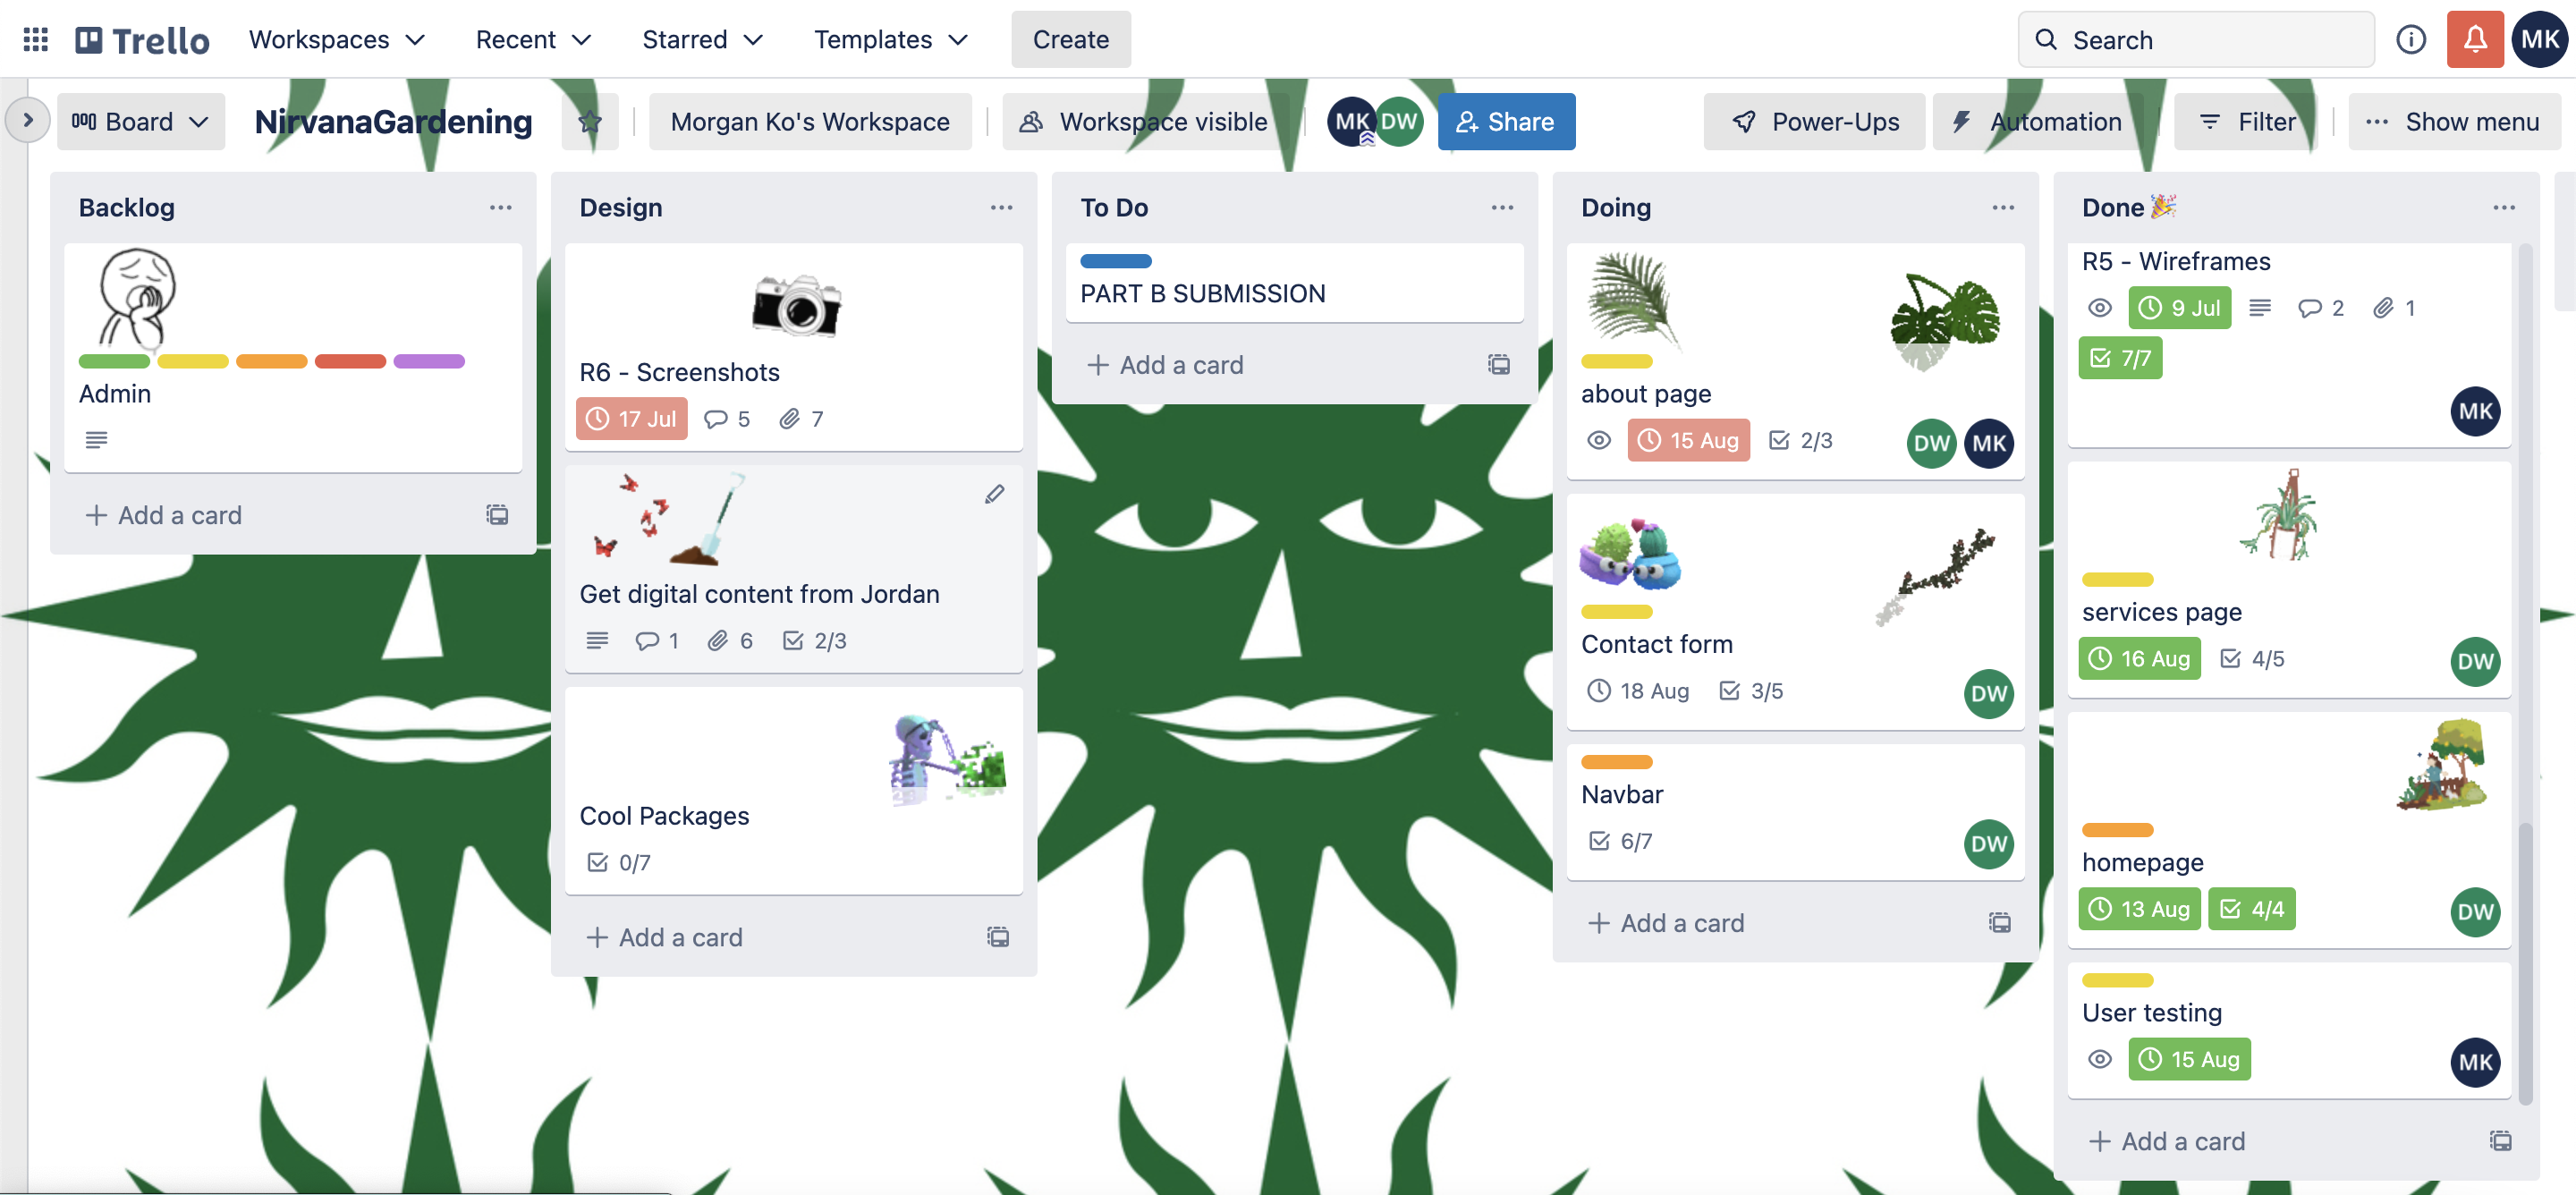 Trello Workspaces Recent Starred Templates Create Search MK
Board NirvanaGardening Morgan Ko's Workspace Workspace visible MK DW Share Power-Ups Automation Filter Show menu
Backlog
Admin
Add a card
Design
R6 - Screenshots
17 Jul 5 7
Get digital content from Jordan
1 6 2/3
Cool Packages
0/7
Add a card
To Do
PART B SUBMISSION
Add a card
Doing
about page
15 Aug 2/3 DW MK
Contact form
18 Aug 3/5 DW
Navbar
6/7 DW
Add a card
Done 🎉
R5 - Wireframes
9 Jul 2 1
7/7
MK
services page
16 Aug 4/5 DW
homepage
13 Aug 4/4 DW
User testing
15 Aug MK
Add a card